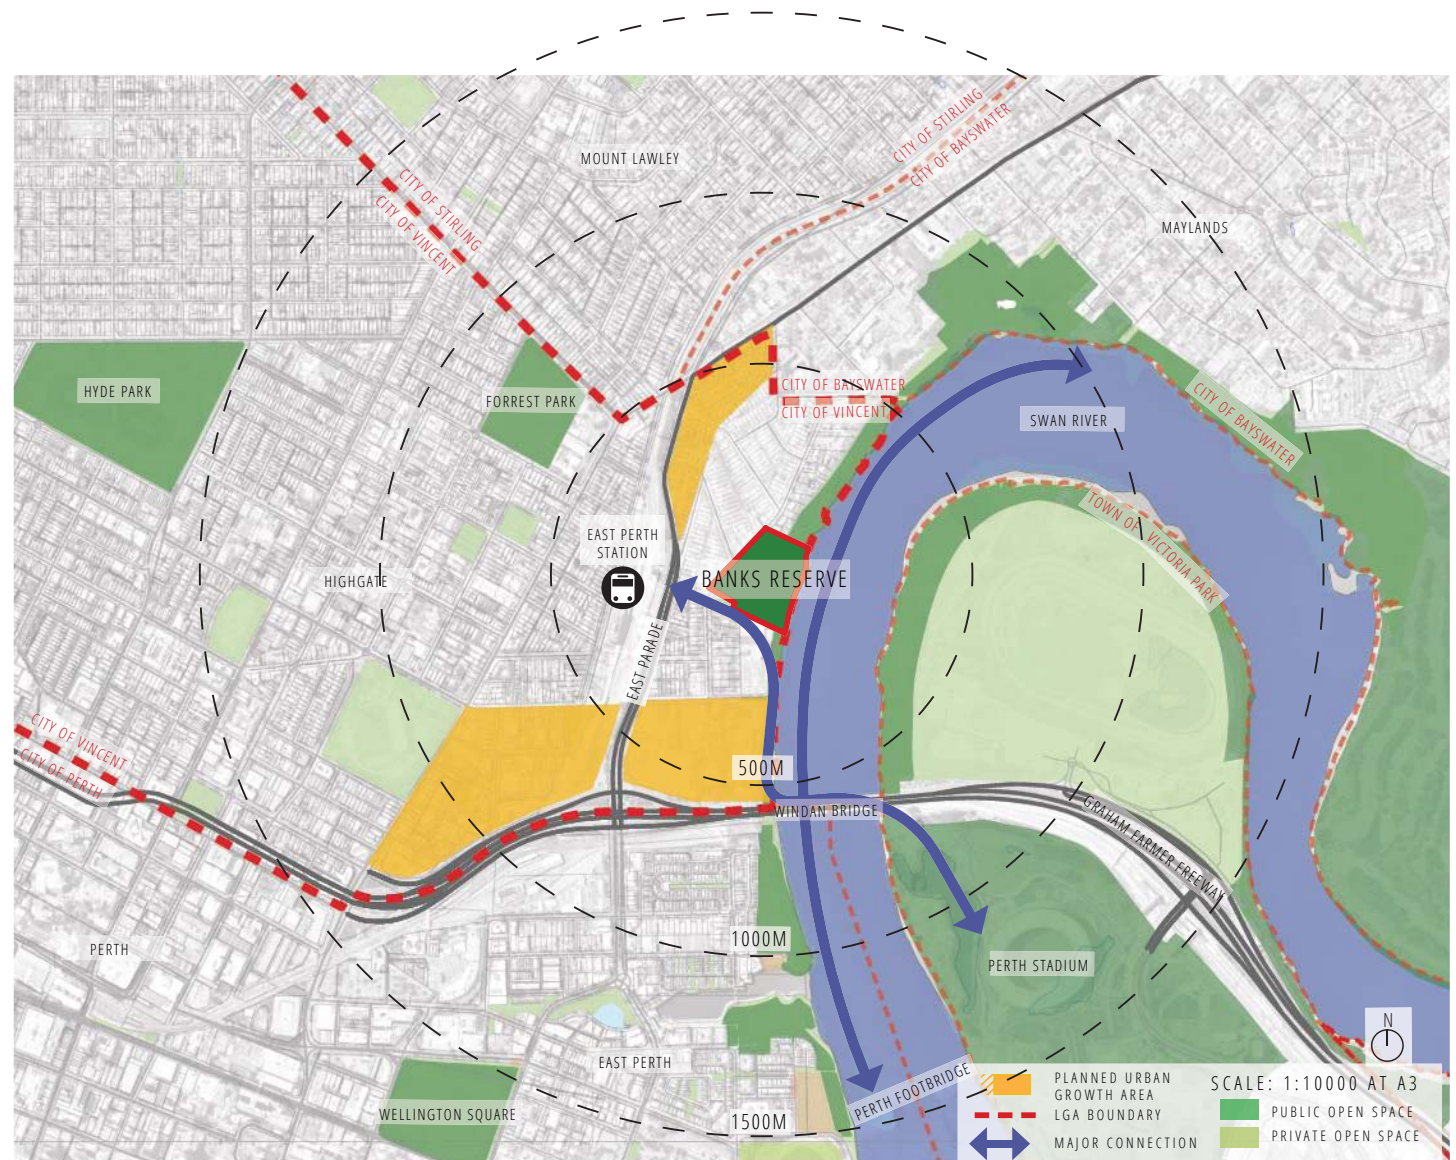 CITY OF STIRLING
CITY OF BAYSWATER
MOUNT LAWLEY
CITY OF STIRLING
CITY OF VINCENT
MAYLANDS
HYDE PARK
FORREST PARK
CITY OF BAYSWATER
CITY OF VINCENT
SWAN RIVER
CITY OF BAYSWATER
TOWN OF VICTORIA PARK
EAST PERTH
STATION
HIGHGATE
BANKS RESERVE
EAST PARADE
CITY OF VINCENT
CITY OF PERTH
500M
WINDAN BRIDGE
GRAHAM FARMER FREEWAY
PERTH
1000M
PERTH STADIUM
EAST PERTH
PERTH FOOTBRIDGE
WELLINGTON SQUARE
1500M
N
PLANNED URBAN
GROWTH AREA
LGA BOUNDARY
MAJOR CONNECTION
SCALE: 1:10000 AT A3
PUBLIC OPEN SPACE
PRIVATE OPEN SPACE